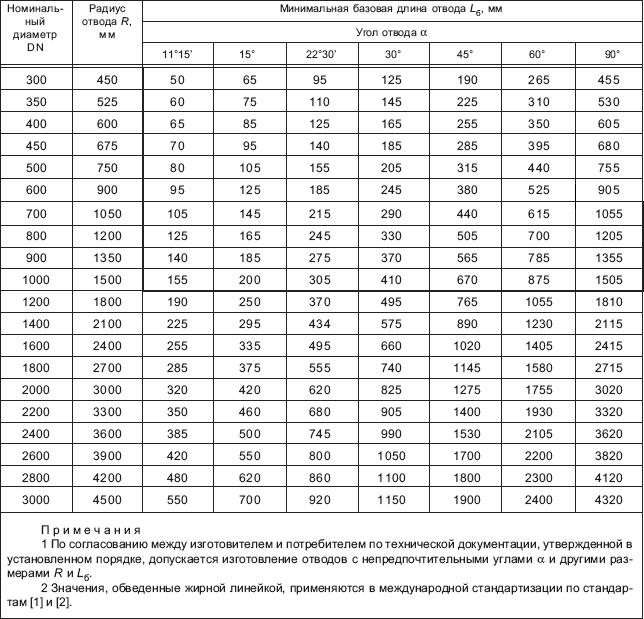 Номиналь-
ный
диаметр
DN
Радиус
отвода R,
мм
Минимальная базовая длина отвода Lб, мм
Угол отвода α
11°15′ 15° 22°30′ 30° 45° 60° 90°
300 450 50 65 95 125 190 265 455
350 525 60 75 110 145 225 310 530
400 600 65 85 125 165 255 350 605
450 675 70 95 140 185 285 395 680
500 750 80 105 155 205 315 440 755
600 900 95 125 185 245 380 525 905
700 1050 105 145 215 290 440 615 1055
800 1200 125 165 245 330 505 700 1205
900 1350 140 185 275 370 565 785 1355
1000 1500 155 200 305 410 670 875 1505
1200 1800 190 250 370 495 765 1055 1810
1400 2100 225 295 434 575 890 1230 2115
1600 2400 255 335 495 660 1020 1405 2415
1800 2700 285 375 555 740 1145 1580 2715
2000 3000 320 420 620 825 1275 1755 3020
2200 3300 350 460 680 905 1400 1930 3320
2400 3600 385 500 745 990 1530 2105 3620
2600 3900 420 550 800 1050 1700 2200 3820
2800 4200 480 620 860 1100 1800 2300 4120
3000 4500 550 700 920 1150 1900 2400 4320
Примечания
1 По согласованию между изготовителем и потребителем по технической документации, утвержденной в
установленном порядке, допускается изготовление отводов с непредпочтительными углами α и другими раз-
мерами R и Lб.
2 Значения, обведенные жирной линейкой, применяются в международной стандартизации по стандар-
там [1] и [2].